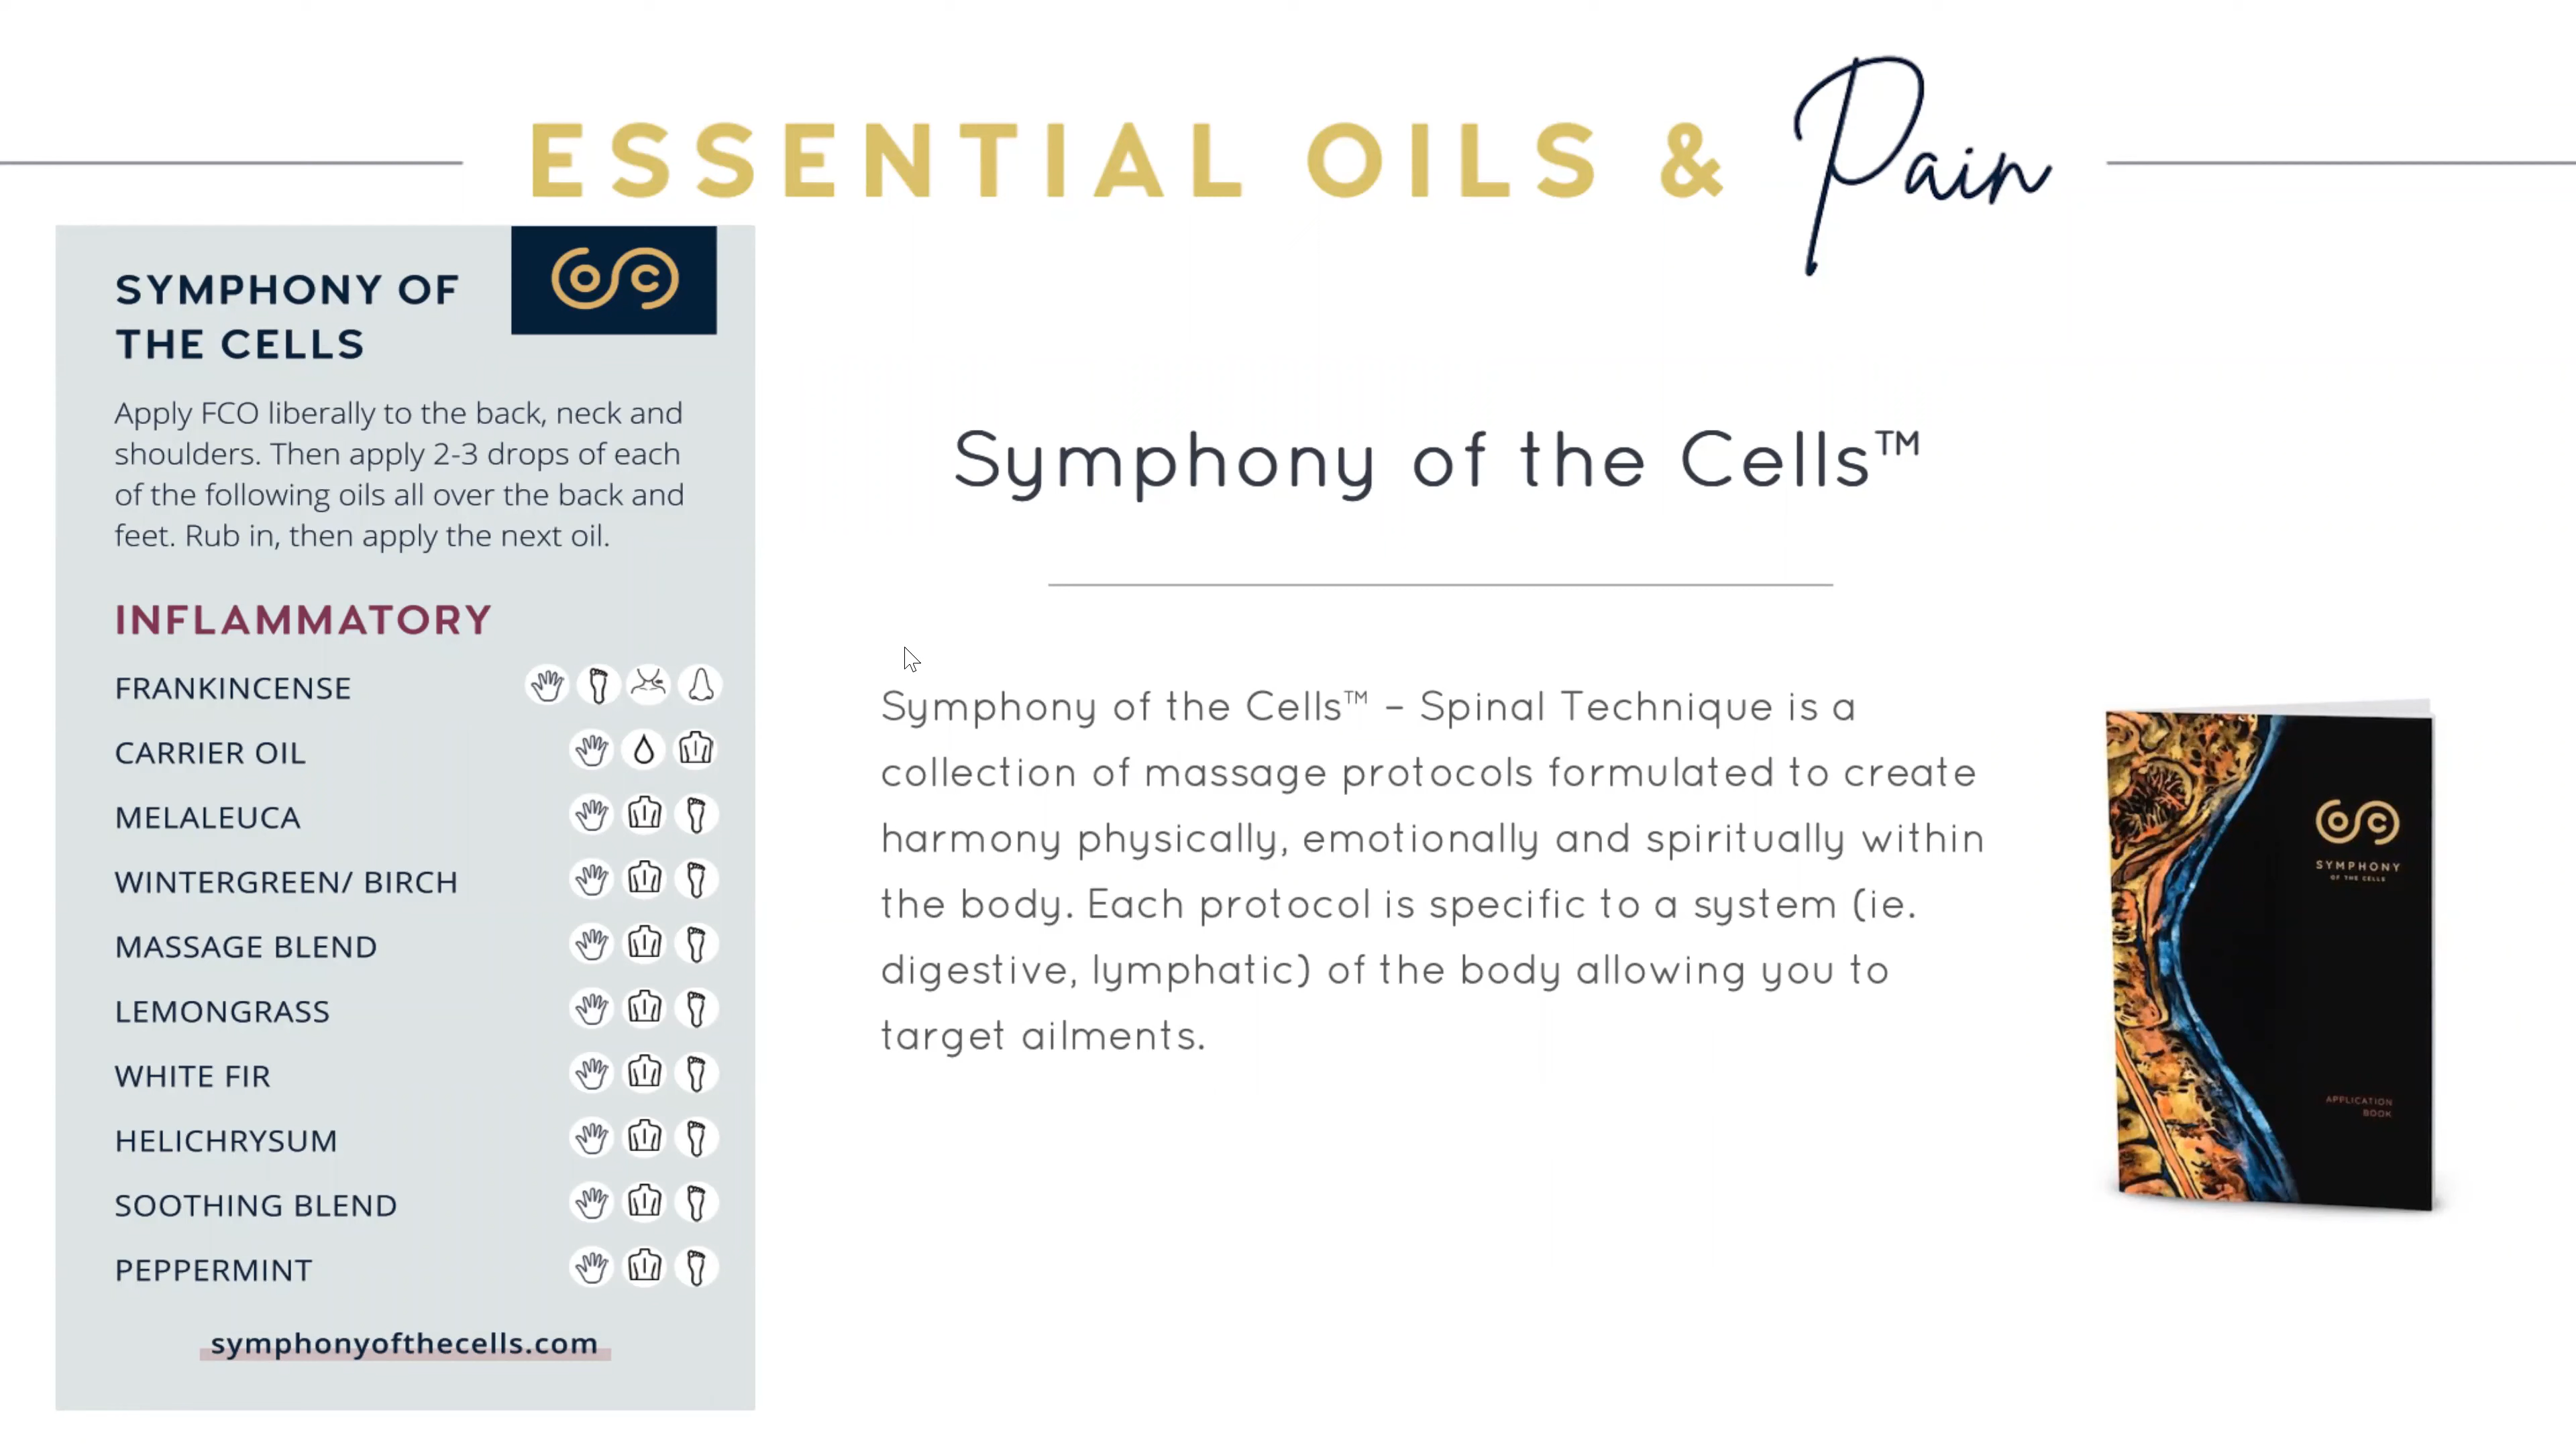 ESSENTIAL OILS & Pain
SYMPHONY OF
THE CELLS
Apply FCO liberally to the back, neck and
shoulders. Then apply 2-3 drops of each
of the following oils all over the back and
feet. Rub in, then apply the next oil.
INFLAMMATORY
FRANKINCENSE
CARRIER OIL
MELALEUCA
WINTERGREEN/ BIRCH
MASSAGE BLEND
LEMONGRASS
WHITE FIR
HELICHRYSUM
SOOTHING BLEND
PEPPERMINT
symphonyofthecells.com
Symphony of the Cells™
Symphony of the Cells™ – Spinal Technique is a
collection of massage protocols formulated to create
harmony physically, emotionally and spiritually within
the body. Each protocol is specific to a system (ie.
digestive, lymphatic) of the body allowing you to
target ailments.
SYMPHONY
OF THE CELLS
APPLICATION
BOOK